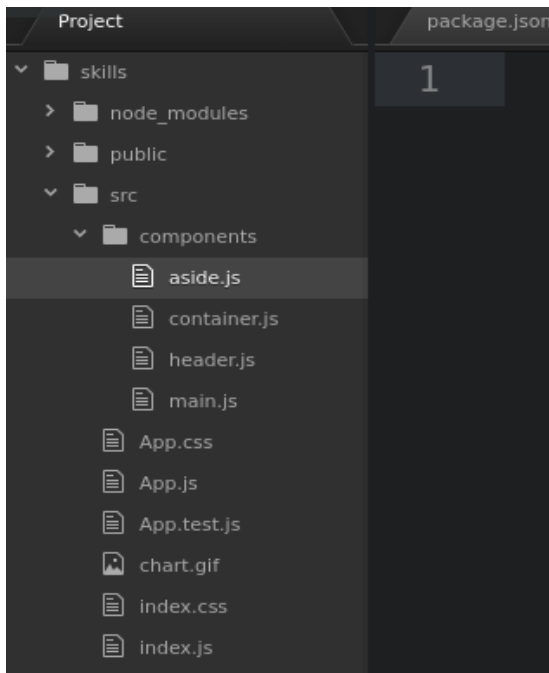 Project
package.json
1
skills
node_modules
public
src
components
aside.js
container.js
header.js
main.js
App.css
App.js
App.test.js
chart.gif
index.css
index.js